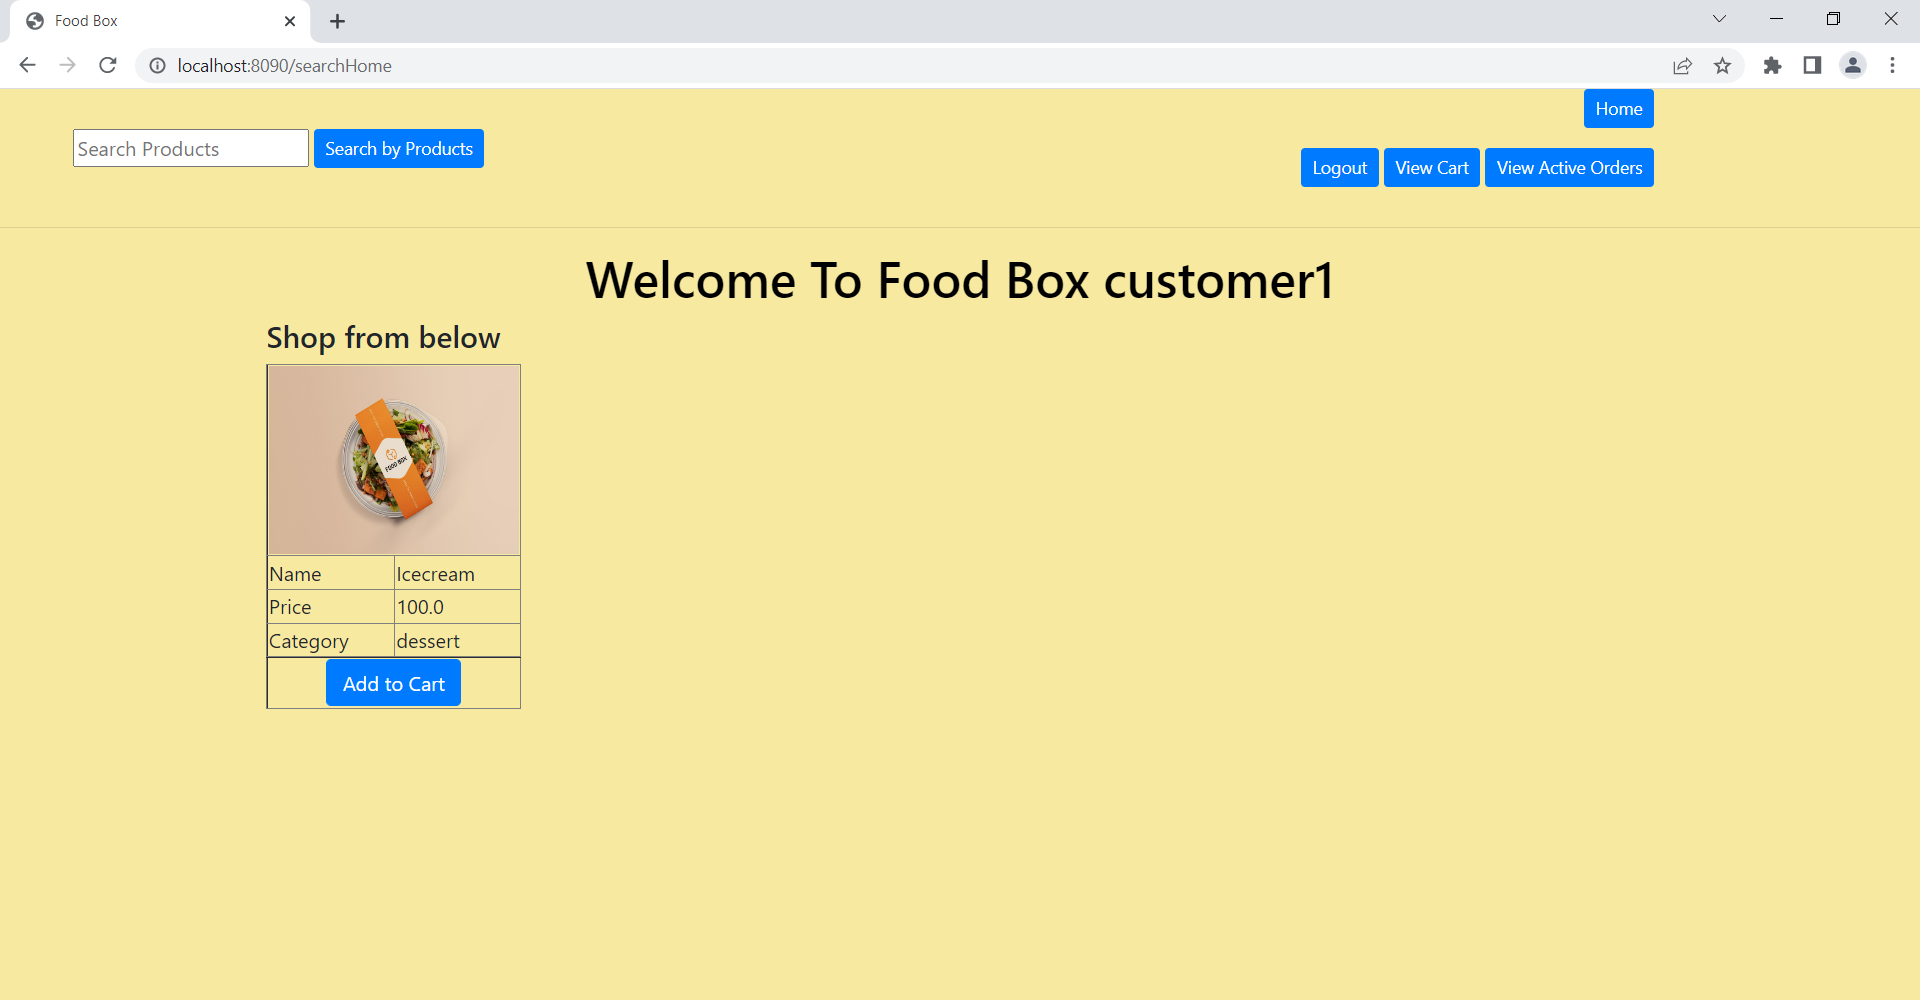 Food Box
localhost:8090/searchHome
Home
Search Products Search by Products
Logout View Cart View Active Orders
Welcome To Food Box customer1
Shop from below
FOOD BOX
Name Icecream
Price 100.0
Category dessert
Add to Cart